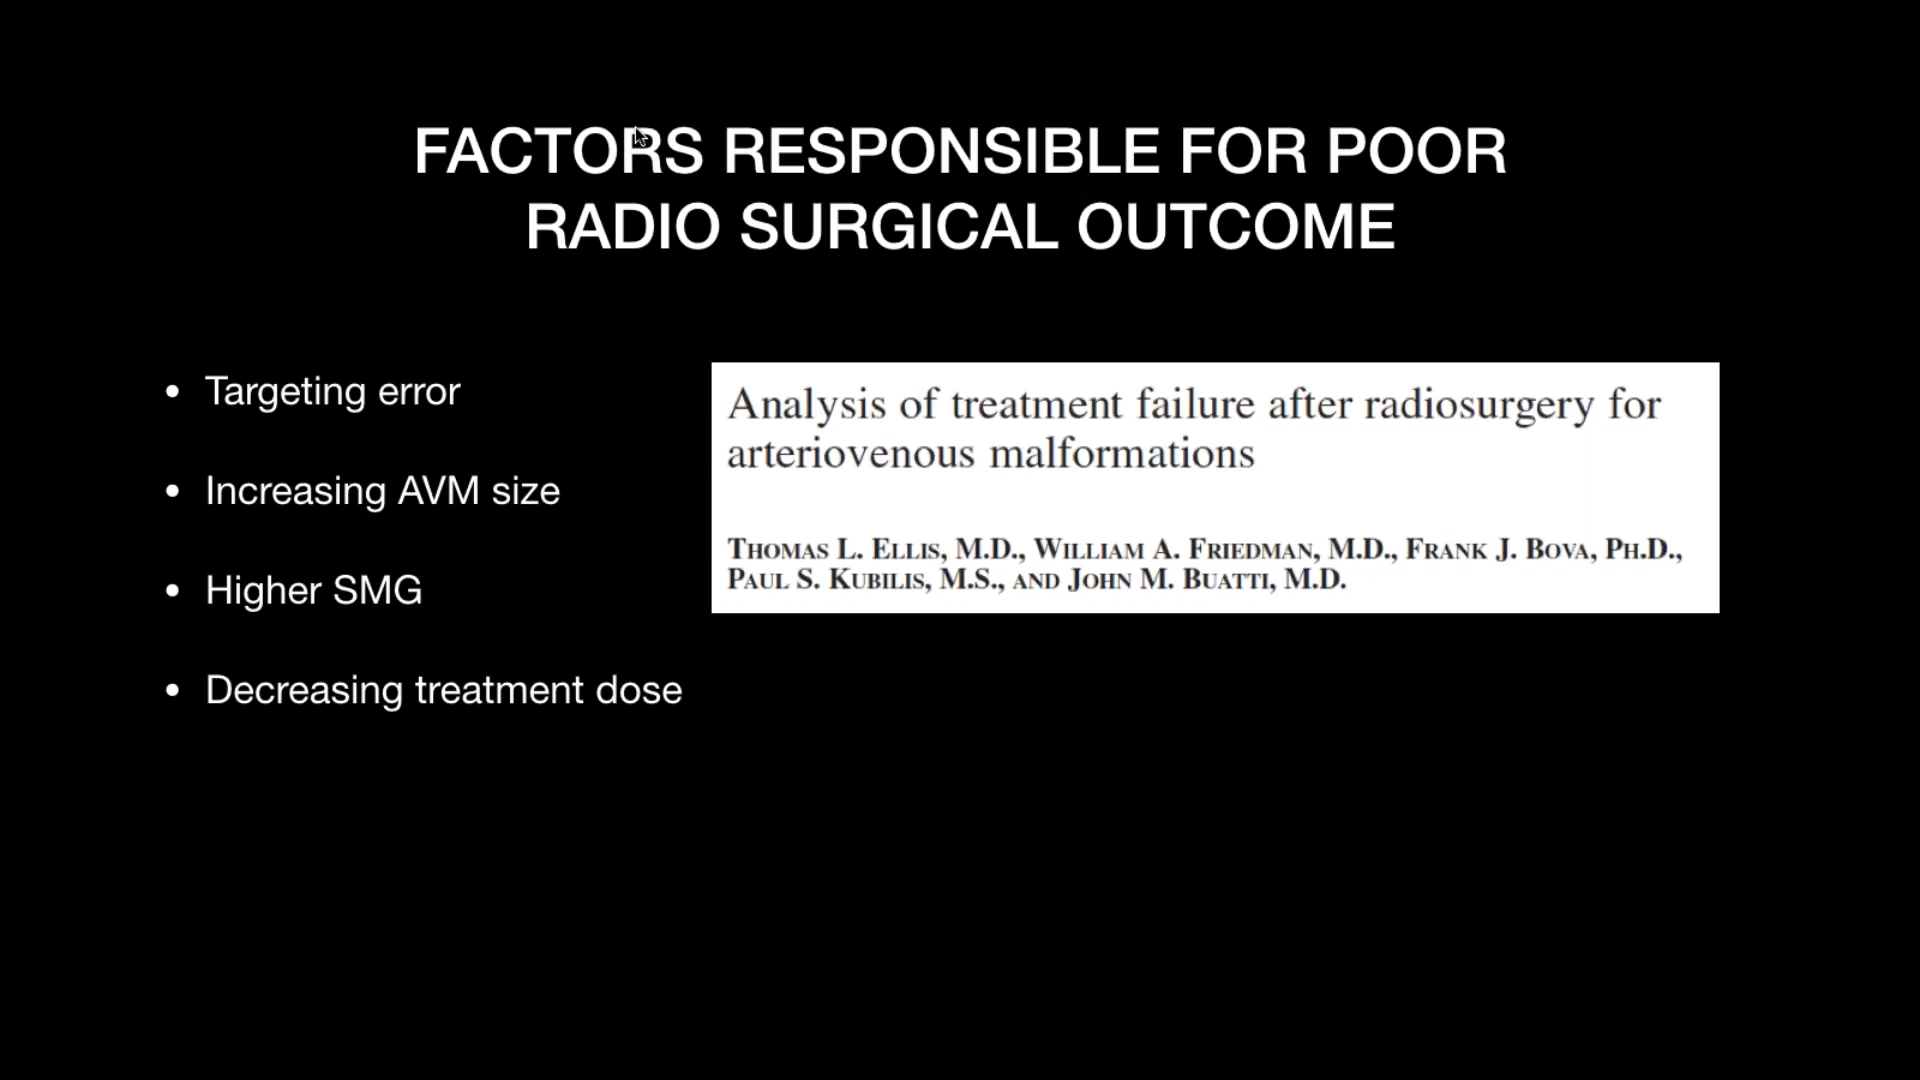 FACTORS RESPONSIBLE FOR POOR
RADIO SURGICAL OUTCOME
• Targeting error
• Increasing AVM size
• Higher SMG
• Decreasing treatment dose
Analysis of treatment failure after radiosurgery for
arteriovenous malformations
THOMAS L. ELLIS, M.D., WILLIAM A. FRIEDMAN, M.D., FRANK J. BOVA, PH.D.,
PAUL S. KUBILIS, M.S., AND JOHN M. BUATTI, M.D.